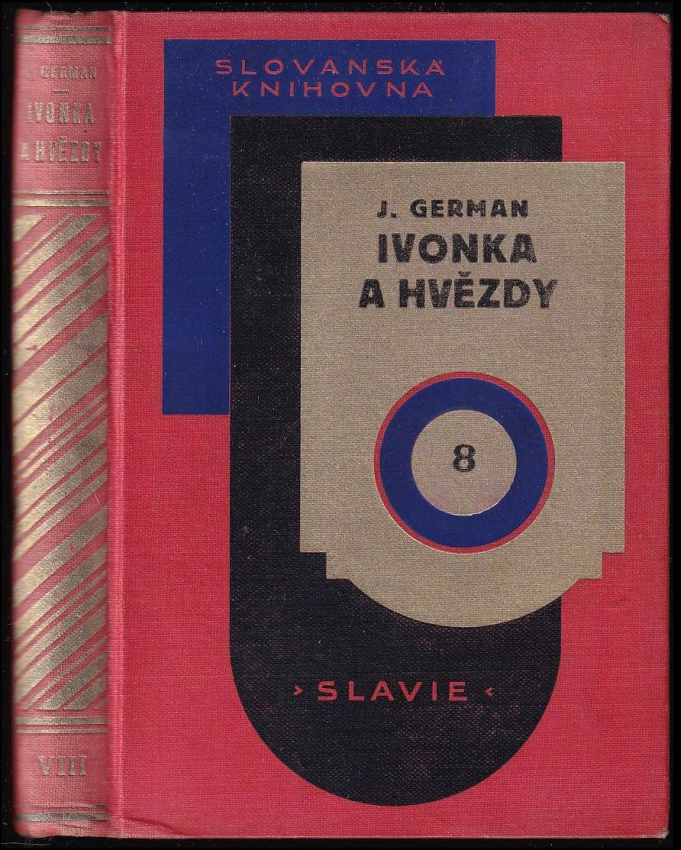 J. GERMAN
IVONKA
A HVĚZDY
VIII
SLOVANSKÁ
KNIHOVNA
J. GERMAN
IVONKA
A HVĚZDY
8
› SLAVIE ‹